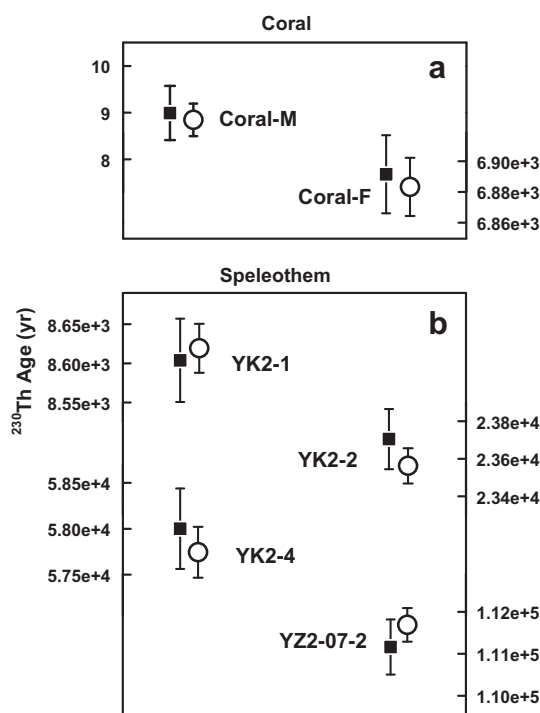 Coral
a
10
9
8
Coral-M
Coral-F
6.90e+3
6.88e+3
6.86e+3
Speleothem
b
²³⁰Th Age (yr)
8.65e+3
8.60e+3
8.55e+3
YK2-1
YK2-2
2.38e+4
2.36e+4
2.34e+4
5.85e+4
5.80e+4
5.75e+4
YK2-4
YZ2-07-2
1.12e+5
1.11e+5
1.10e+5